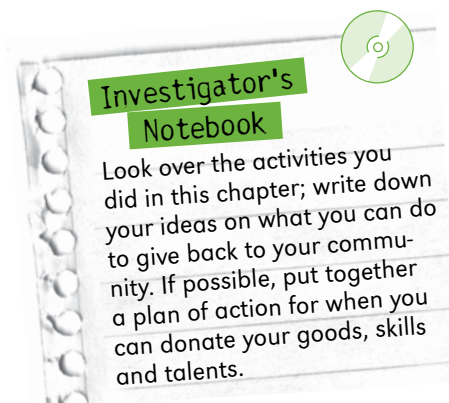 Investigator's
Notebook
Look over the activities you
did in this chapter; write down
your ideas on what you can do
to give back to your commu-
nity. If possible, put together
a plan of action for when you
can donate your goods, skills
and talents.